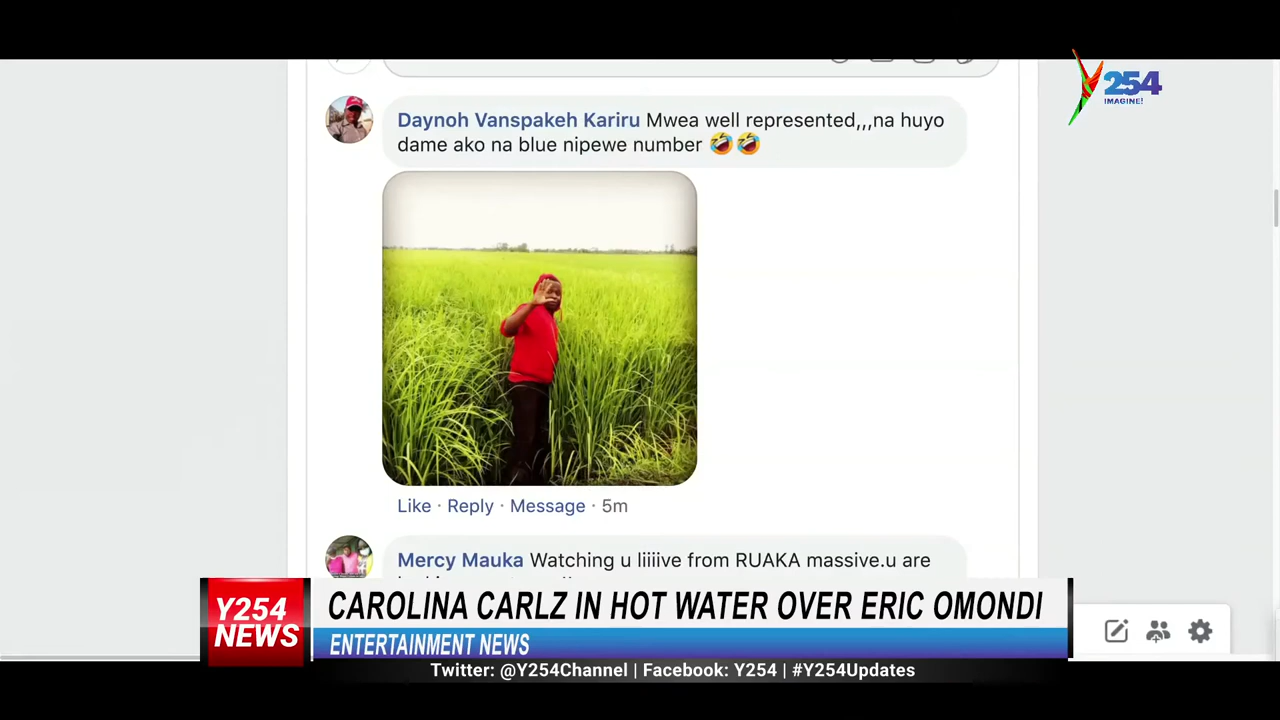 254
IMAGINE!
Daynoh Vanspakeh Kariru Mwea well represented,,,na huyo
dame ako na blue nipewe number 🤣🤣
Like · Reply · Message · 5m
Mercy Mauka Watching u liiiive from RUAKA massive.u are
Y254
NEWS
CAROLINA CARLZ IN HOT WATER OVER ERIC OMONDI
ENTERTAINMENT NEWS
Twitter: @Y254Channel | Facebook: Y254 | #Y254Updates